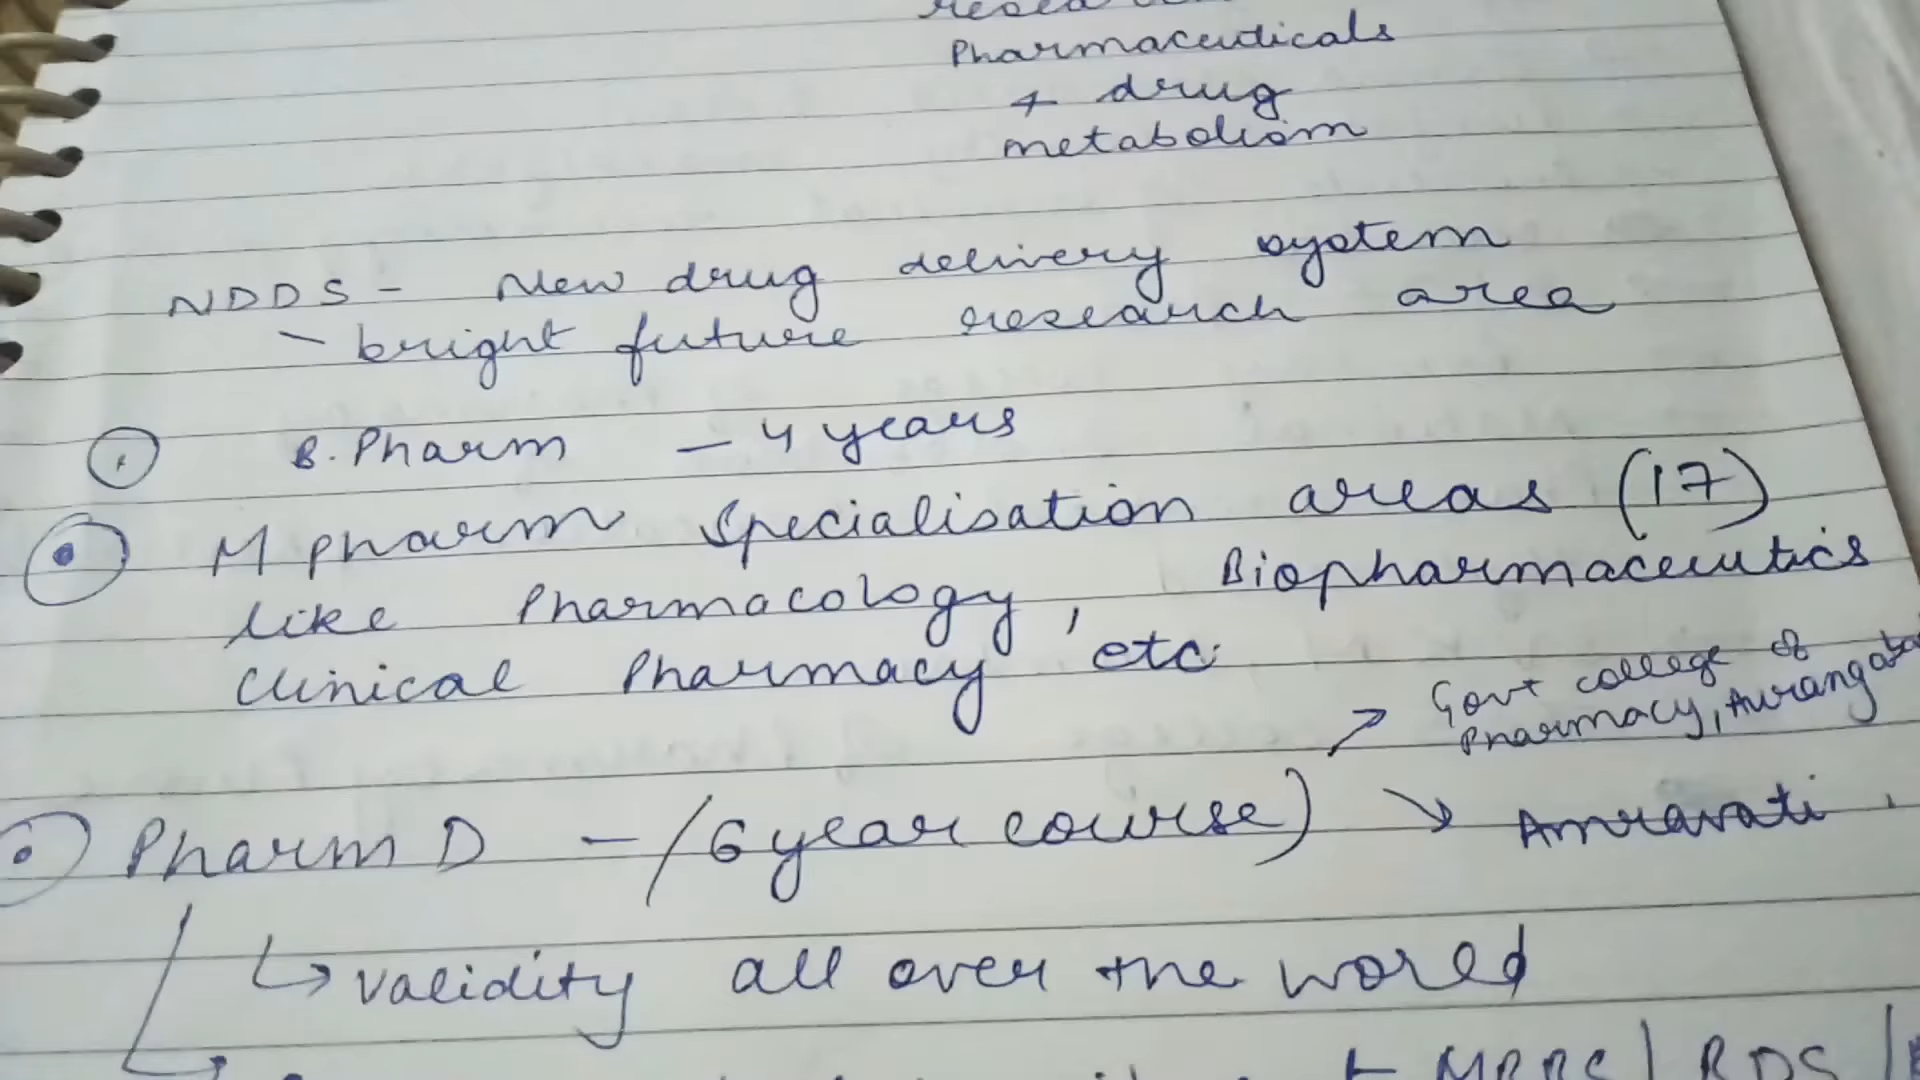 Pharmaceuticals
+ drug
metabolism
NDDS - New drug delivery system
- bright future research area
B. Pharm - 4 years
M pharm specialisation areas (17)
like Pharmacology, Biopharmaceutics
Clinical Pharmacy etc.
Govt college of
Pharmacy, Aurangabad
Pharm D - (6 year course) Amravati.
validity all over the world